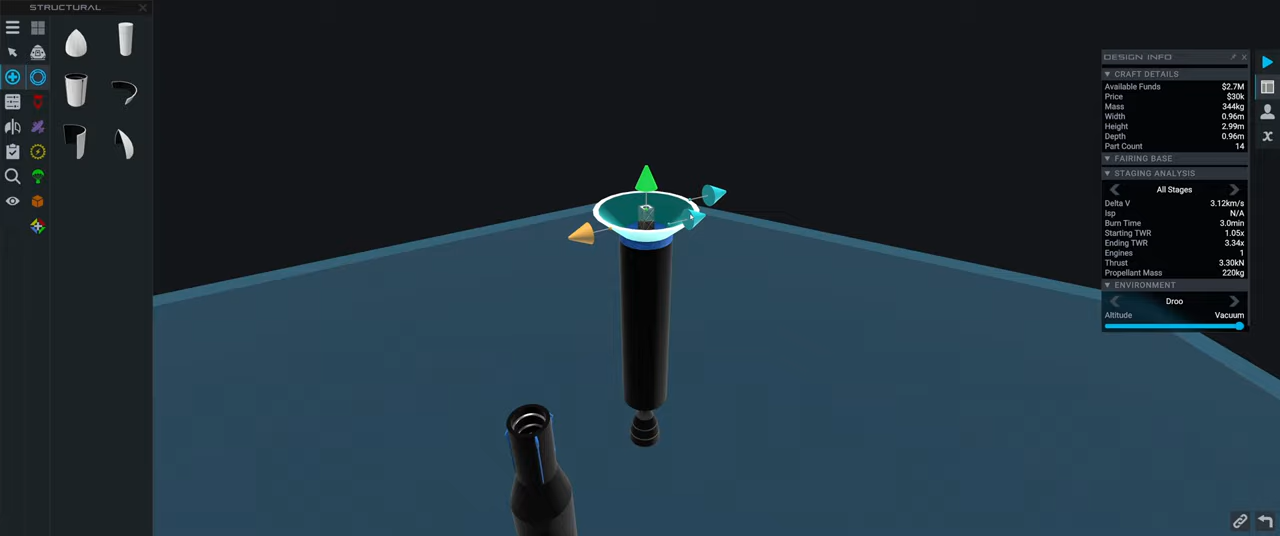 STRUCTURAL
DESIGN INFO
CRAFT DETAILS
Available Funds $2.7M
Price $30k
Mass 344kg
Width 0.96m
Height 2.99m
Depth 0.96m
Part Count 14
FAIRING BASE
STAGING ANALYSIS
All Stages
Delta V 3.12km/s
Isp N/A
Burn Time 3.0min
Starting TWR 1.05x
Ending TWR 3.34x
Engines 1
Thrust 3.30kN
Propellant Mass 220kg
ENVIRONMENT
Droo
Altitude Vacuum